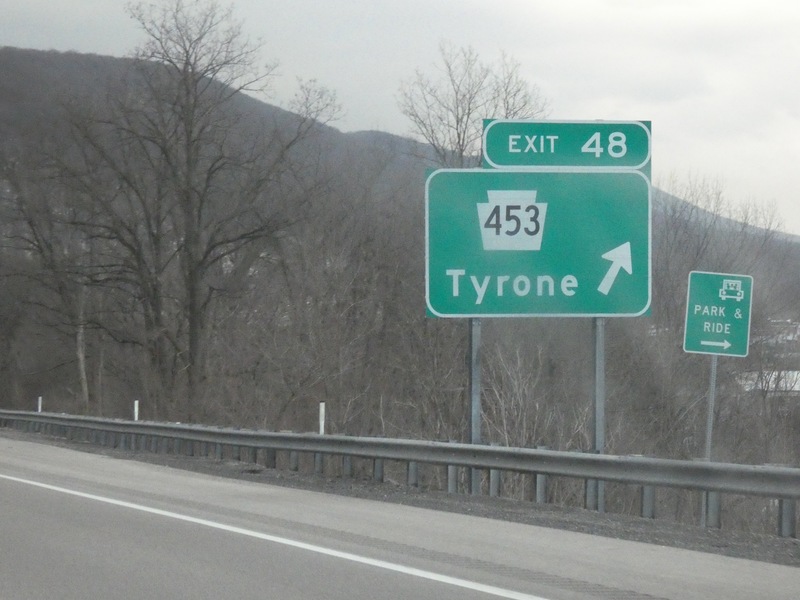 EXIT 48
453
Tyrone
PARK &
RIDE